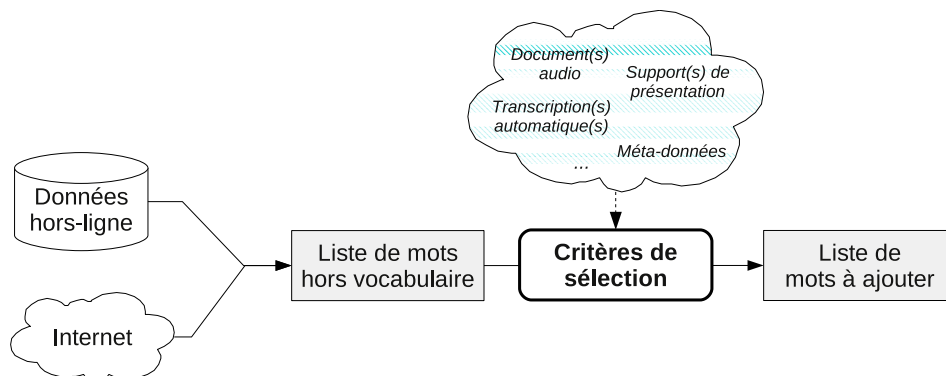 Document(s)
audio
Support(s) de
présentation
Transcription(s)
automatique(s)
Méta-données
...
Données
hors-ligne
Internet
Liste de mots
hors vocabulaire
Critères de
sélection
Liste de
mots à ajouter